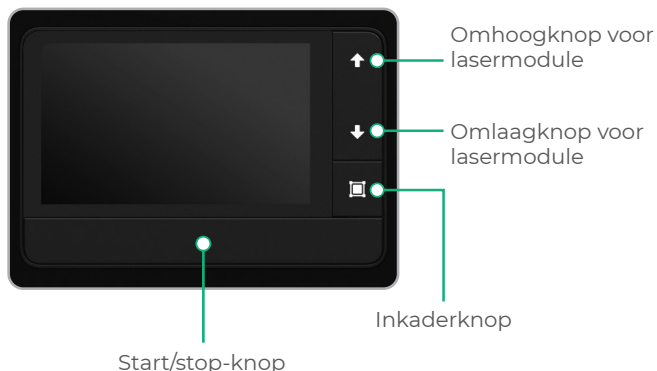 Omhoogknop voor
lasermodule
Omlaagknop voor
lasermodule
Inkaderknop
Start/stop-knop